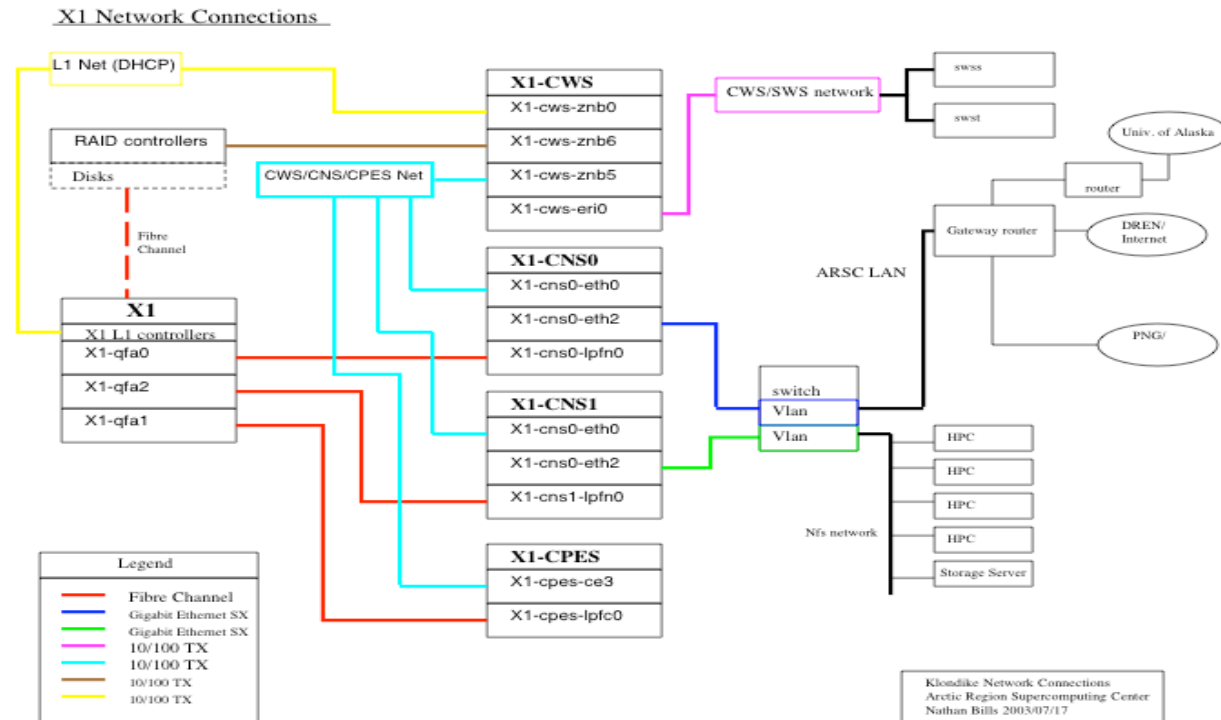 X1 Network Connections
L1 Net (DHCP)
RAID controllers
Disks
Fibre
Channel
X1
X1 L1 controllers
X1-qfa0
X1-qfa2
X1-qfa1
CWS/CNS/CPES Net
X1-CWS
X1-cws-znb0
X1-cws-znb6
X1-cws-znb5
X1-cws-eri0
X1-CNS0
X1-cns0-eth0
X1-cns0-eth2
X1-cns0-lpfn0
X1-CNS1
X1-cns0-eth0
X1-cns0-eth2
X1-cns1-lpfn0
X1-CPES
X1-cpes-ce3
X1-cpes-lpfc0
CWS/SWS network
swss
swst
Univ. of Alaska
router
Gateway router
DREN/
Internet
ARSC LAN
PNG/
switch
Vlan
Vlan
HPC
HPC
HPC
HPC
Nfs network
Storage Server
Legend
Fibre Channel
Gigabit Ethernet SX
Gigabit Ethernet SX
10/100 TX
10/100 TX
10/100 TX
10/100 TX
Klondike Network Connections
Arctic Region Supercomputing Center
Nathan Bills 2003/07/17